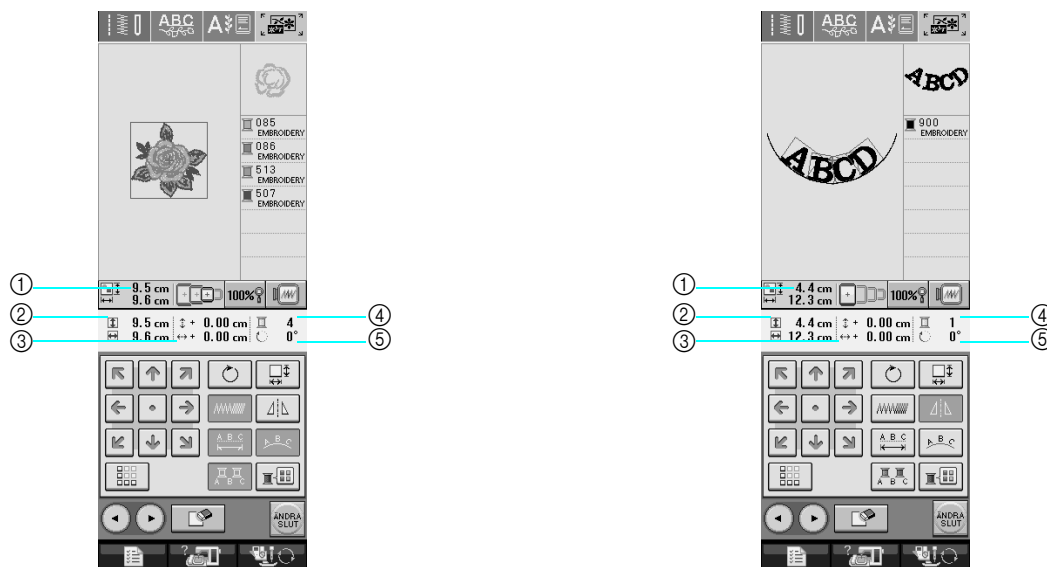 ABC A
085
EMBROIDERY
086
EMBROIDERY
513
EMBROIDERY
507
EMBROIDERY
① 9.5 cm
9.6 cm 100%
② 9.5 cm + 0.00 cm 4 ④
③ 9.6 cm + 0.00 cm 0° ⑤
A B C A B C
A B C
ÄNDRA
SLUT
?
ABC A
ABCD
900
EMBROIDERY
ABCD
① 4.4 cm
12.3 cm 100%
② 4.4 cm + 0.00 cm 1 ④
③ 12.3 cm + 0.00 cm 0° ⑤
A B C A B C
A B C
ÄNDRA
SLUT
?